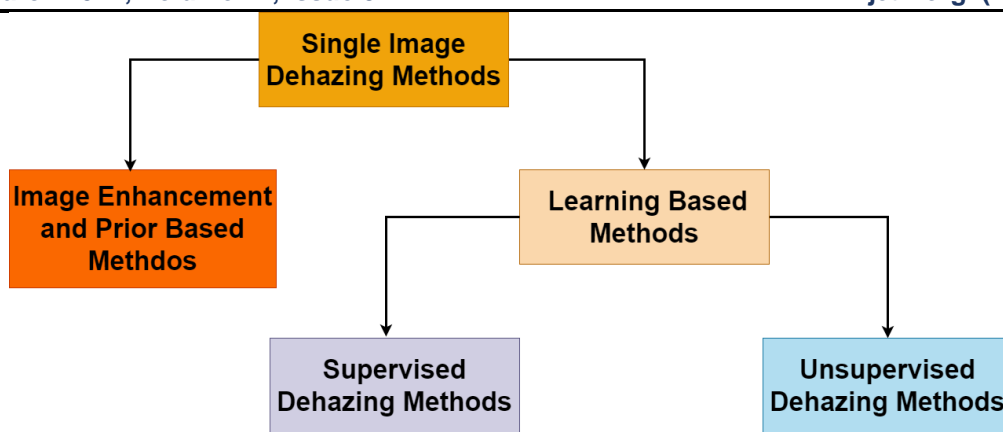 Single Image
Dehazing Methods
Image Enhancement
and Prior Based
Methdos
Learning Based
Methods
Supervised
Dehazing Methods
Unsupervised
Dehazing Methods